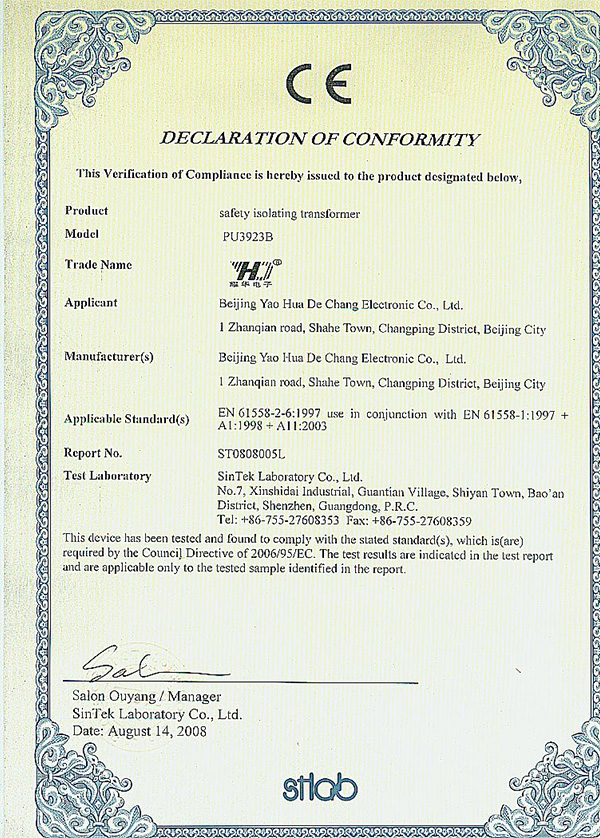 CE
DECLARATION OF CONFORMITY
This Verification of Compliance is hereby issued to the product designated below,
Product safety isolating transformer
Model PU3923B
Trade Name
耀华电子
Applicant Beijing Yao Hua De Chang Electronic Co., Ltd.
1 Zhanqian road, Shahe Town, Changping District, Beijing City
Manufacturer(s) Beijing Yao Hua De Chang Electronic Co., Ltd.
1 Zhanqian road, Shahe Town, Changping District, Beijing City
Applicable Standard(s) EN 61558-2-6:1997 use in conjunction with EN 61558-1:1997 +
A1:1998 + A11:2003
Report No. ST0808005L
Test Laboratory SinTek Laboratory Co., Ltd.
No.7, Xinshidai Industrial, Guantian Village, Shiyan Town, Bao'an
District, Shenzhen, Guangdong, P.R.C.
Tel: +86-755-27608353 Fax: +86-755-27608359
This device has been tested and found to comply with the stated standard(s), which is(are)
required by the Council Directive of 2006/95/EC. The test results are indicated in the test report
and are applicable only to the tested sample identified in the report.
Salon Ouyang / Manager
SinTek Laboratory Co., Ltd.
Date: August 14, 2008
stlab